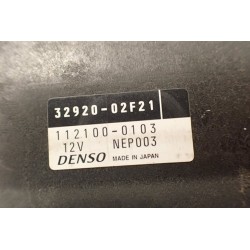 32920-02F21
112100-0103
12V NEP003
DENSO MADE IN JAPAN